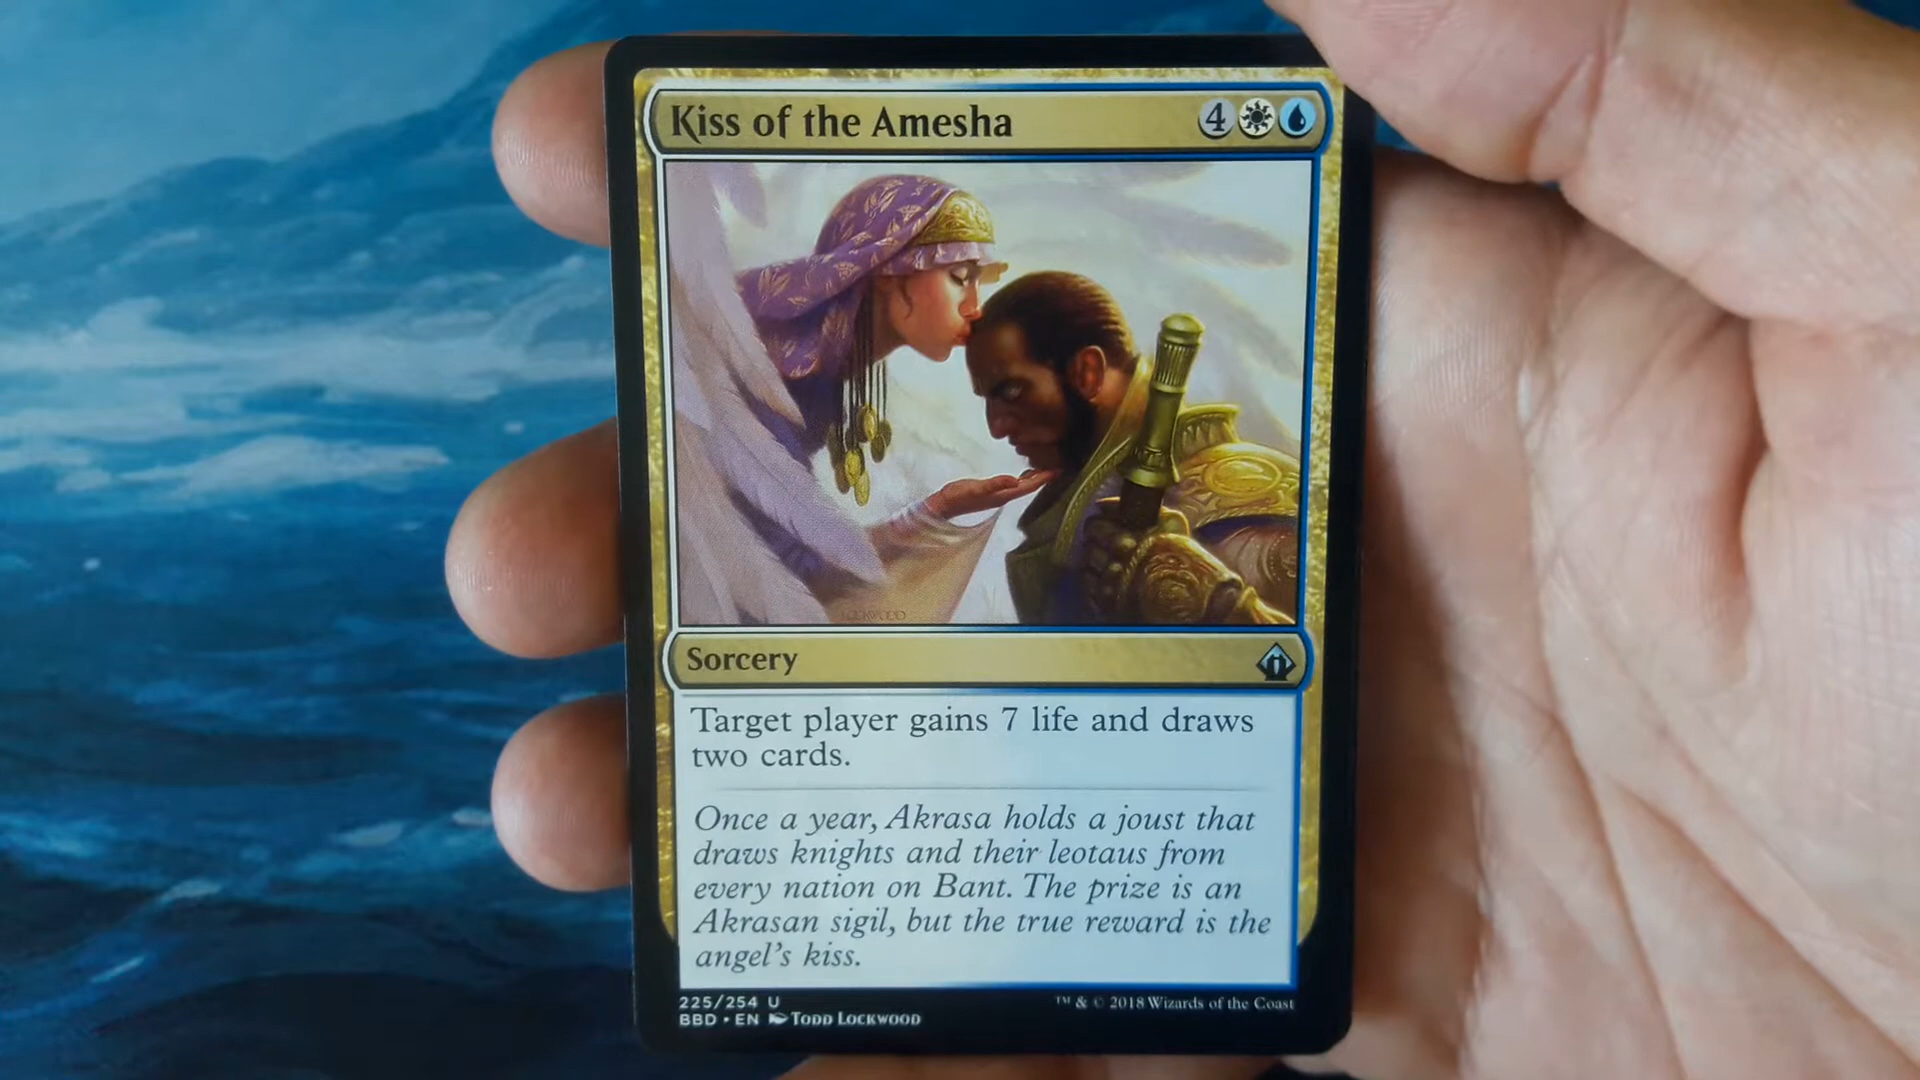 Kiss of the Amesha 4
LOCKWOOD
Sorcery
Target player gains 7 life and draws
two cards.
Once a year, Akrasa holds a joust that
draws knights and their leotaus from
every nation on Bant. The prize is an
Akrasan sigil, but the true reward is the
angel's kiss.
225/254 U
BBD • EN Todd Lockwood
™ & © 2018 Wizards of the Coast